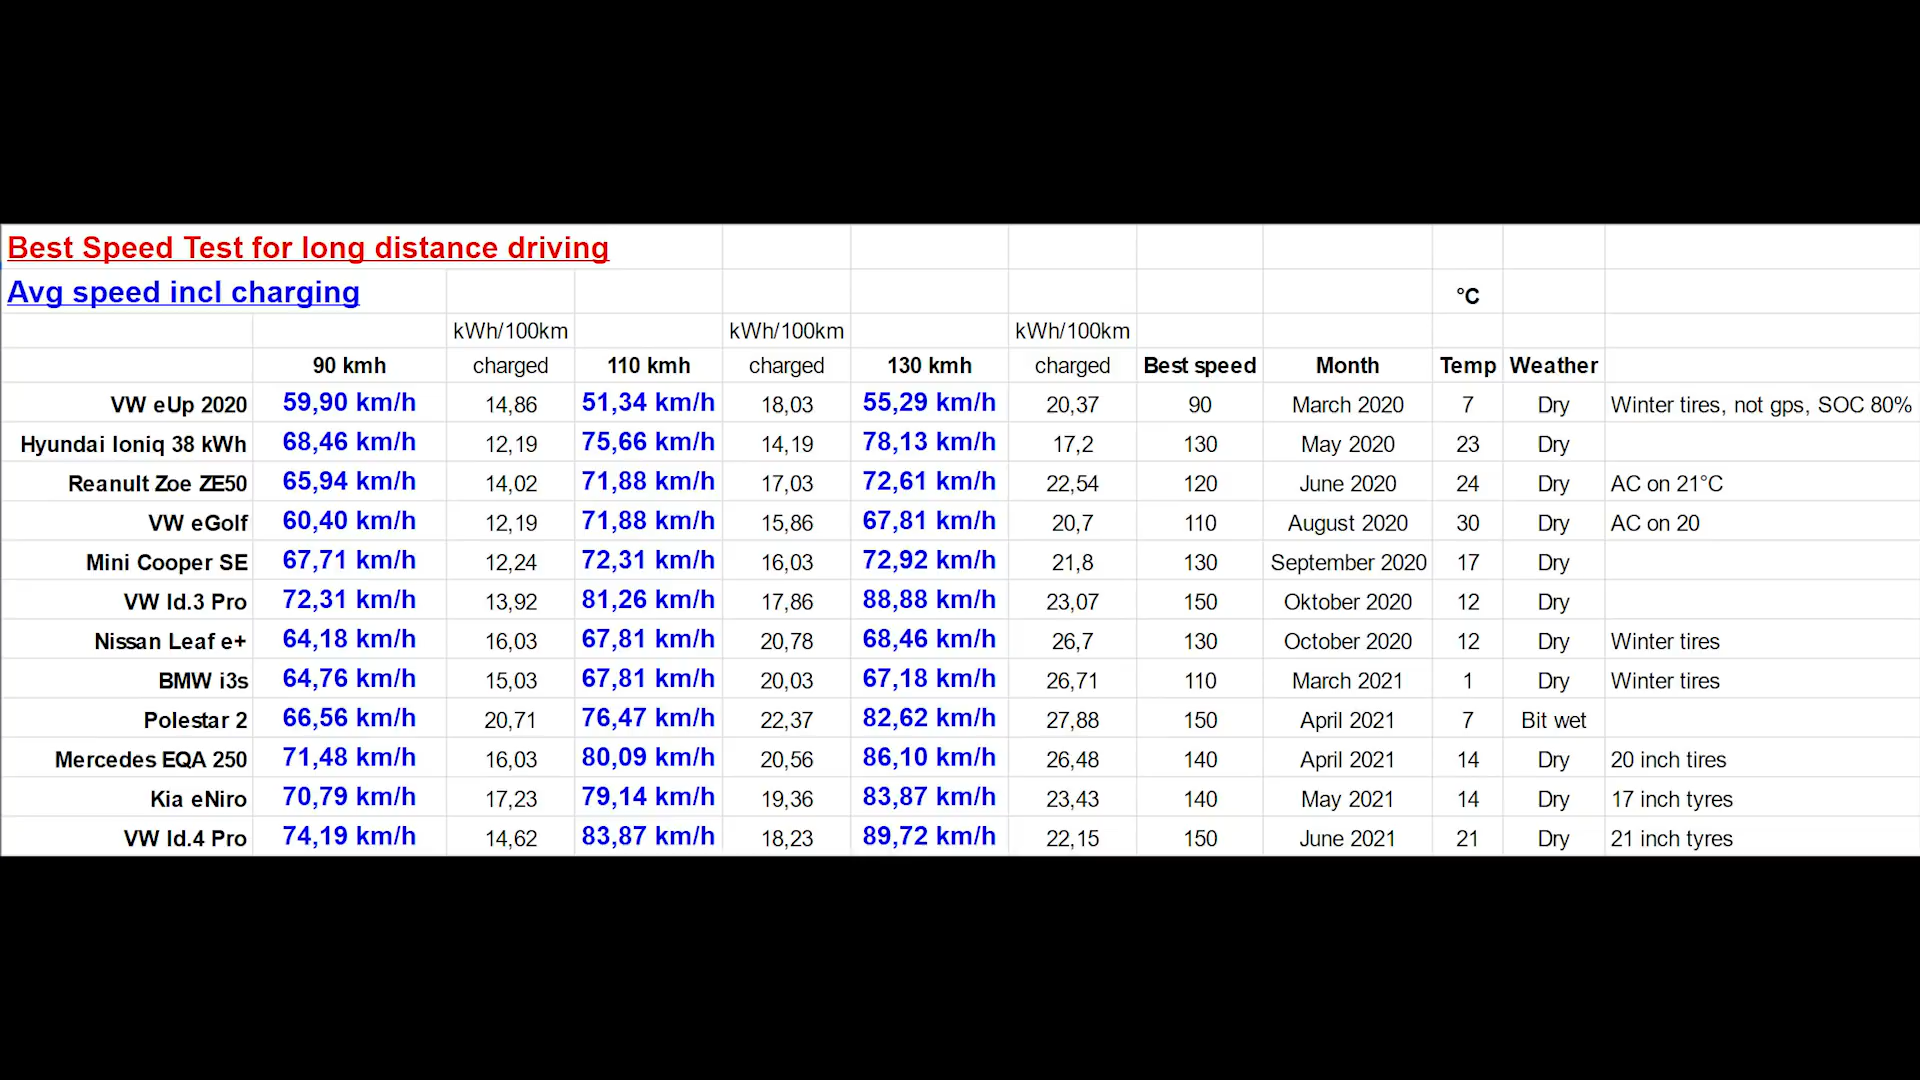 Best Speed Test for long distance driving
Avg speed incl charging °C
kWh/100km kWh/100km kWh/100km
90 kmh charged 110 kmh charged 130 kmh charged Best speed Month Temp Weather
VW eUp 2020 59,90 km/h 14,86 51,34 km/h 18,03 55,29 km/h 20,37 90 March 2020 7 Dry Winter tires, not gps, SOC 80%
Hyundai Ioniq 38 kWh 68,46 km/h 12,19 75,66 km/h 14,19 78,13 km/h 17,2 130 May 2020 23 Dry
Reanult Zoe ZE50 65,94 km/h 14,02 71,88 km/h 17,03 72,61 km/h 22,54 120 June 2020 24 Dry AC on 21°C
VW eGolf 60,40 km/h 12,19 71,88 km/h 15,86 67,81 km/h 20,7 110 August 2020 30 Dry AC on 20
Mini Cooper SE 67,71 km/h 12,24 72,31 km/h 16,03 72,92 km/h 21,8 130 September 2020 17 Dry
VW Id.3 Pro 72,31 km/h 13,92 81,26 km/h 17,86 88,88 km/h 23,07 150 Oktober 2020 12 Dry
Nissan Leaf e+ 64,18 km/h 16,03 67,81 km/h 20,78 68,46 km/h 26,7 130 October 2020 12 Dry Winter tires
BMW i3s 64,76 km/h 15,03 67,81 km/h 20,03 67,18 km/h 26,71 110 March 2021 1 Dry Winter tires
Polestar 2 66,56 km/h 20,71 76,47 km/h 22,37 82,62 km/h 27,88 150 April 2021 7 Bit wet
Mercedes EQA 250 71,48 km/h 16,03 80,09 km/h 20,56 86,10 km/h 26,48 140 April 2021 14 Dry 20 inch tires
Kia eNiro 70,79 km/h 17,23 79,14 km/h 19,36 83,87 km/h 23,43 140 May 2021 14 Dry 17 inch tyres
VW Id.4 Pro 74,19 km/h 14,62 83,87 km/h 18,23 89,72 km/h 22,15 150 June 2021 21 Dry 21 inch tyres